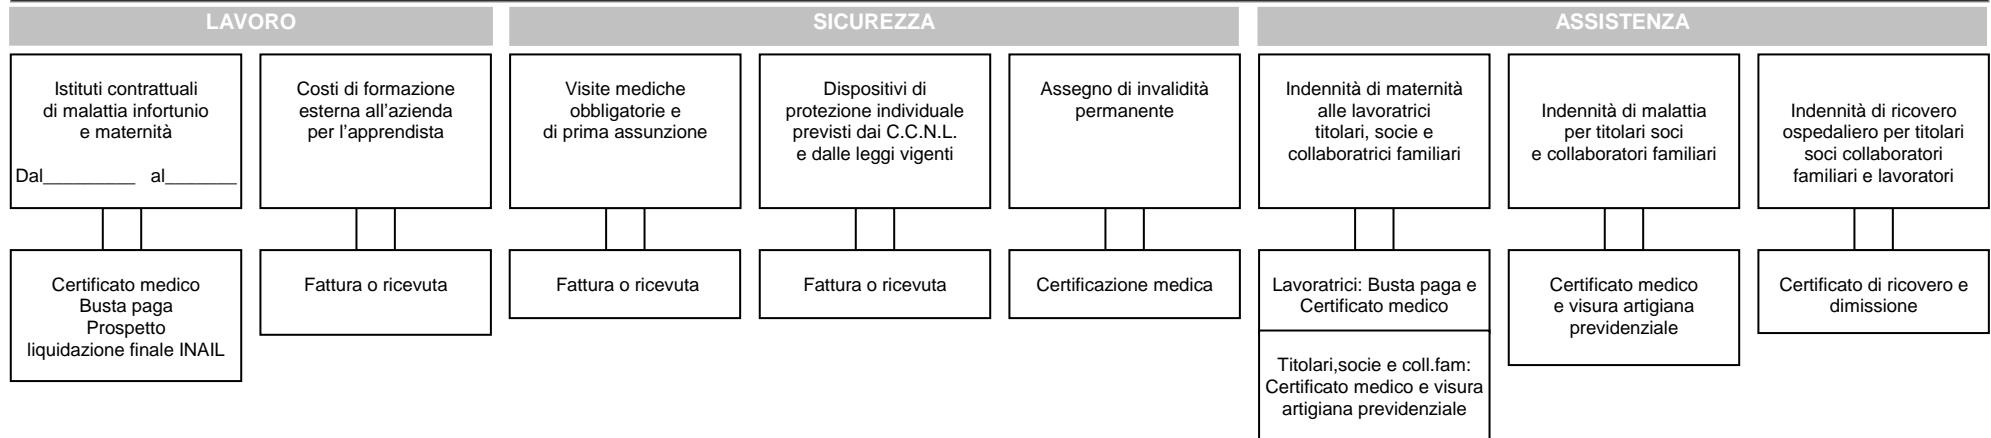 LAVORO
SICUREZZA
ASSISTENZA
Istituti contrattuali
di malattia infortunio
e maternità
Dal__________ al________
Costi di formazione
esterna all'azienda
per l'apprendista
Visite mediche
obbligatorie e
di prima assunzione
Dispositivi di
protezione individuale
previsti dai C.C.N.L.
e dalle leggi vigenti
Assegno di invalidità
permanente
Indennità di maternità
alle lavoratrici
titolari, socie e
collaboratrici familiari
Indennità di malattia
per titolari soci
e collaboratori familiari
Indennità di ricovero
ospedaliero per titolari
soci collaboratori
familiari e lavoratori
Certificato medico
Busta paga
Prospetto
liquidazione finale INAIL
Fattura o ricevuta
Fattura o ricevuta
Fattura o ricevuta
Certificazione medica
Lavoratrici: Busta paga e
Certificato medico
Titolari,socie e coll.fam:
Certificato medico e visura
artigiana previdenziale
Certificato medico
e visura artigiana
previdenziale
Certificato di ricovero e
dimissione